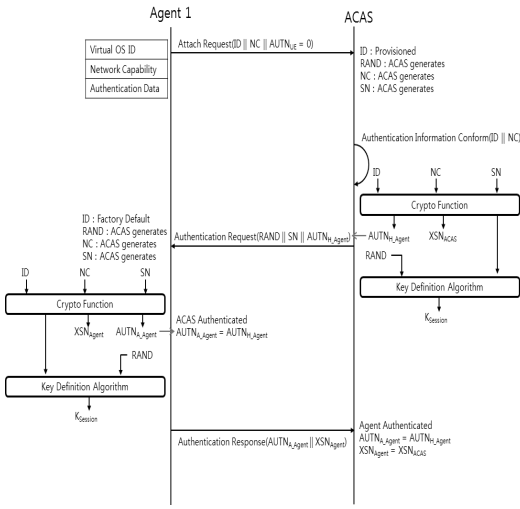 Agent 1
ACAS
Virtual OS ID
Network Capability
Authentication Data
Attach Request(ID || NC || AUTN_UE = 0)
ID : Provisioned
RAND : ACAS generates
NC : ACAS generates
SN : ACAS generates
Authentication Information Conform(ID || NC)
ID NC SN
Crypto Function
AUTN_H_Agent XSN_ACAS
RAND
Key Definition Algorithm
K_Session
Authentication Request(RAND || SN || AUTN_H_Agent)
ID : Factory Default
RAND : ACAS generates
NC : ACAS generates
SN : ACAS generates
ID NC SN
Crypto Function
XSN_Agent AUTN_A_Agent
ACAS Authenticated
AUTN_A_Agent = AUTN_H_Agent
RAND
Key Definition Algorithm
K_Session
Authentication Response(AUTN_A_Agent || XSN_Agent)
Agent Authenticated
AUTN_A_Agent = AUTN_H_Agent
XSN_Agent = XSN_ACAS